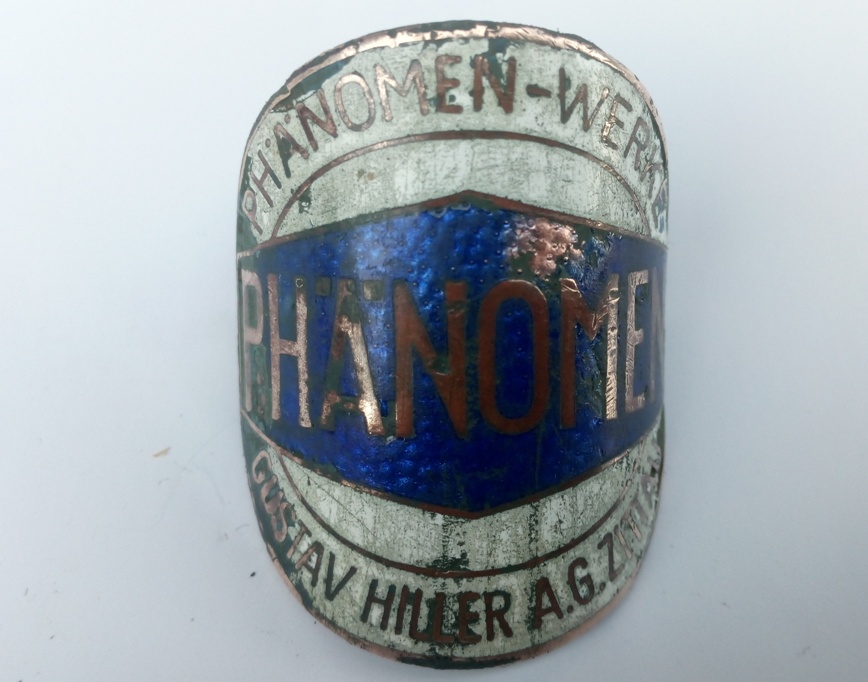 PHÄNOMEN-WERKE
PHÄNOMEN
GUSTAV HILLER A.G. ZITTAU